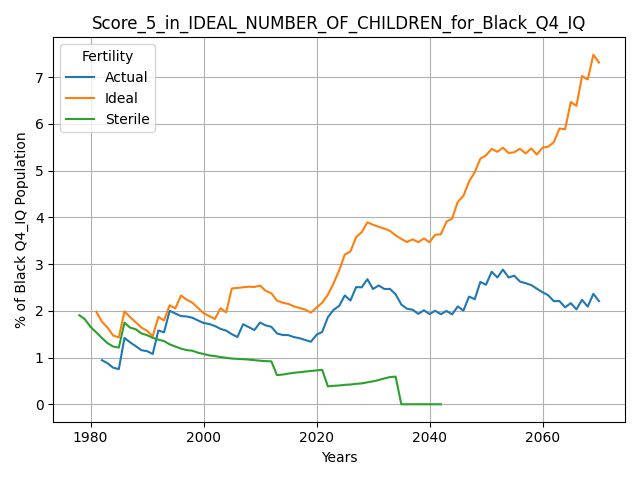 Score_5_in_IDEAL_NUMBER_OF_CHILDREN_for_Black_Q4_IQ
Fertility
Actual
Ideal
Sterile
% of Black Q4_IQ Population
7
6
5
4
3
2
1
0
1980 2000 2020 2040 2060
Years